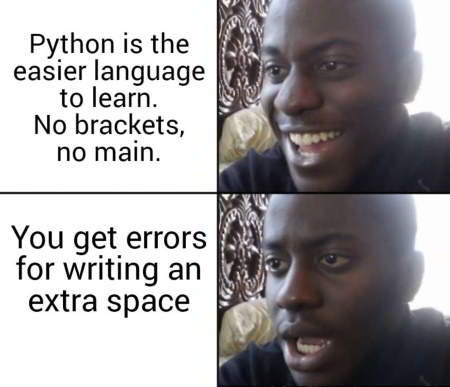 Python is the
easier language
to learn.
No brackets,
no main.
You get errors
for writing an
extra space